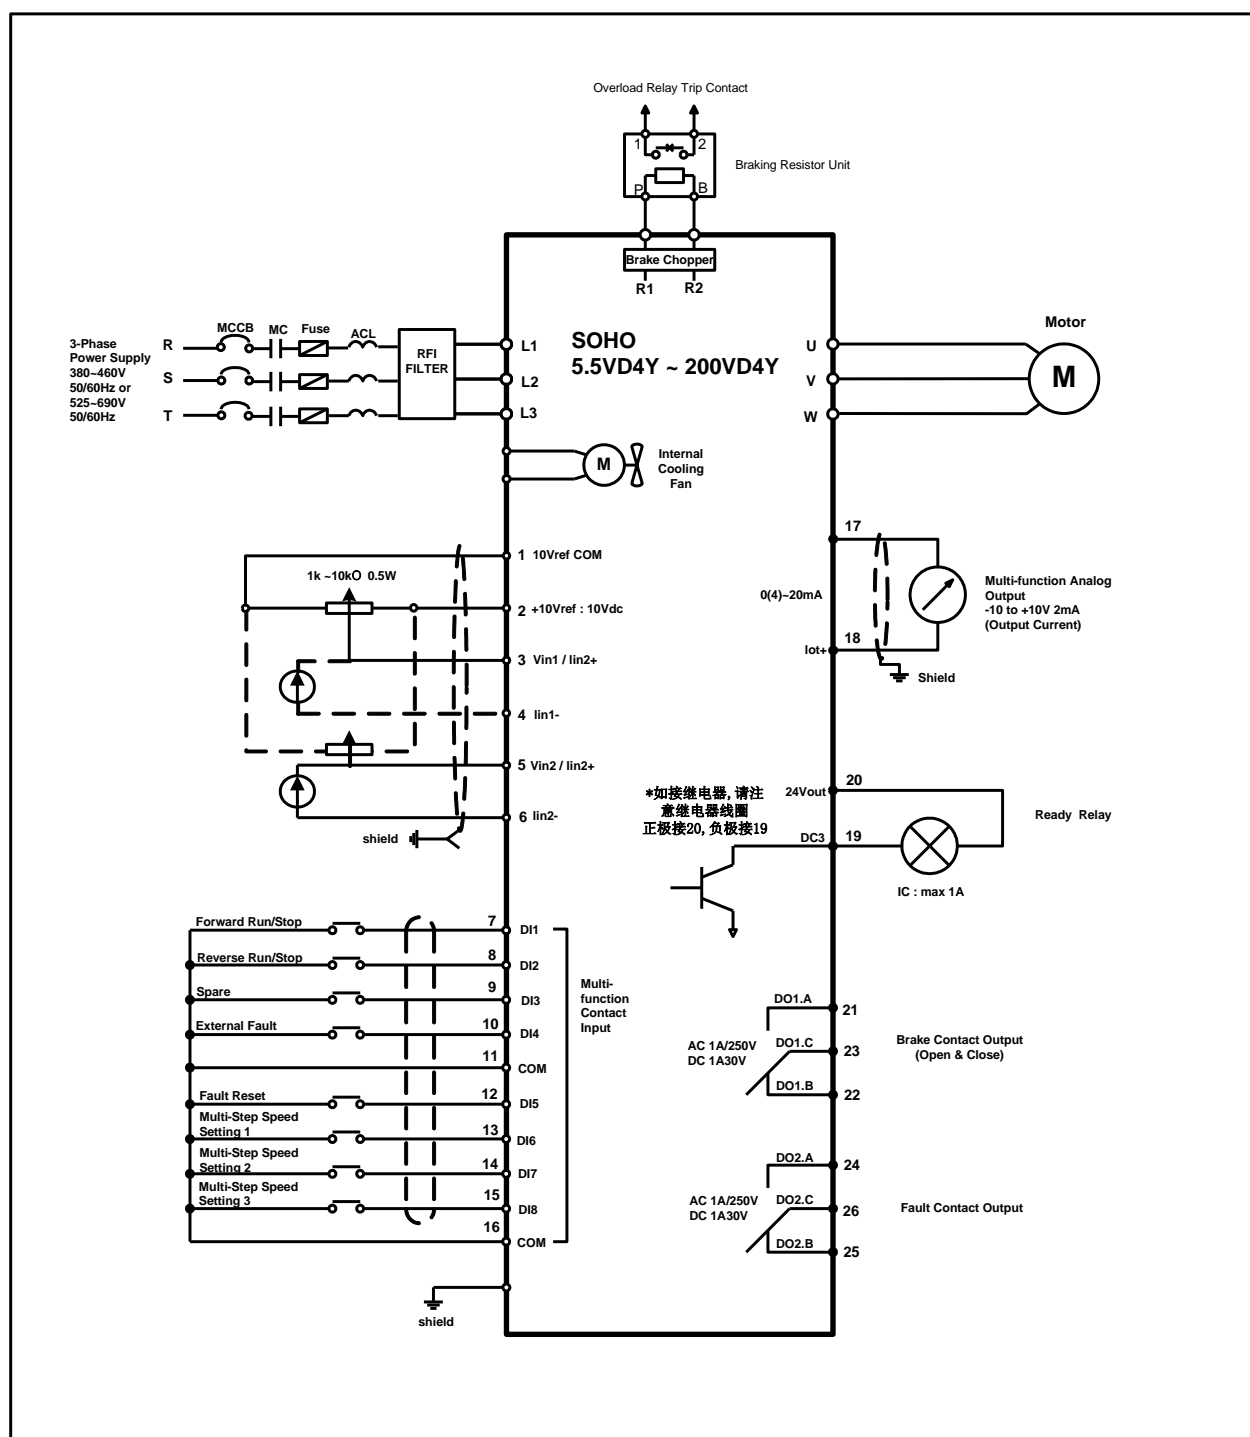 Overload Relay Trip Contact
1
2
Braking Resistor Unit
P
B
Brake Chopper
R1
R2
3-Phase
Power Supply
380~460V
50/60Hz or
525~690V
50/60Hz
R
S
T
MCCB
MC
Fuse
ACL
RFI
FILTER
L1
L2
L3
SOHO
5.5VD4Y ~ 200VD4Y
U
V
W
Motor
M
M
Internal
Cooling
Fan
1 10Vref COM
1k ~10kΩ 0.5W
2 +10Vref : 10Vdc
3 Vin1 / Iin2+
4 Iin1-
5 Vin2 / Iin2+
6 Iin2-
shield
17
0(4)~20mA
Multi-function Analog
Output
-10 to +10V 2mA
(Output Current)
18
Iot+
Shield
*如接继电器,请注
意继电器线圈
正极接20,负极接19
20
24Vout
DC3
19
Ready Relay
IC : max 1A
Forward Run/Stop
7
DI1
Reverse Run/Stop
8
DI2
Spare
9
DI3
External Fault
10
DI4
11
COM
Fault Reset
12
DI5
Multi-Step Speed
Setting 1
13
DI6
Multi-Step Speed
Setting 2
14
DI7
Multi-Step Speed
Setting 3
15
DI8
16
COM
Multi-
function
Contact
Input
shield
DO1.A
21
AC 1A/250V
DC 1A30V
DO1.C
23
DO1.B
22
Brake Contact Output
(Open & Close)
DO2.A
24
AC 1A/250V
DC 1A30V
DO2.C
26
DO2.B
25
Fault Contact Output